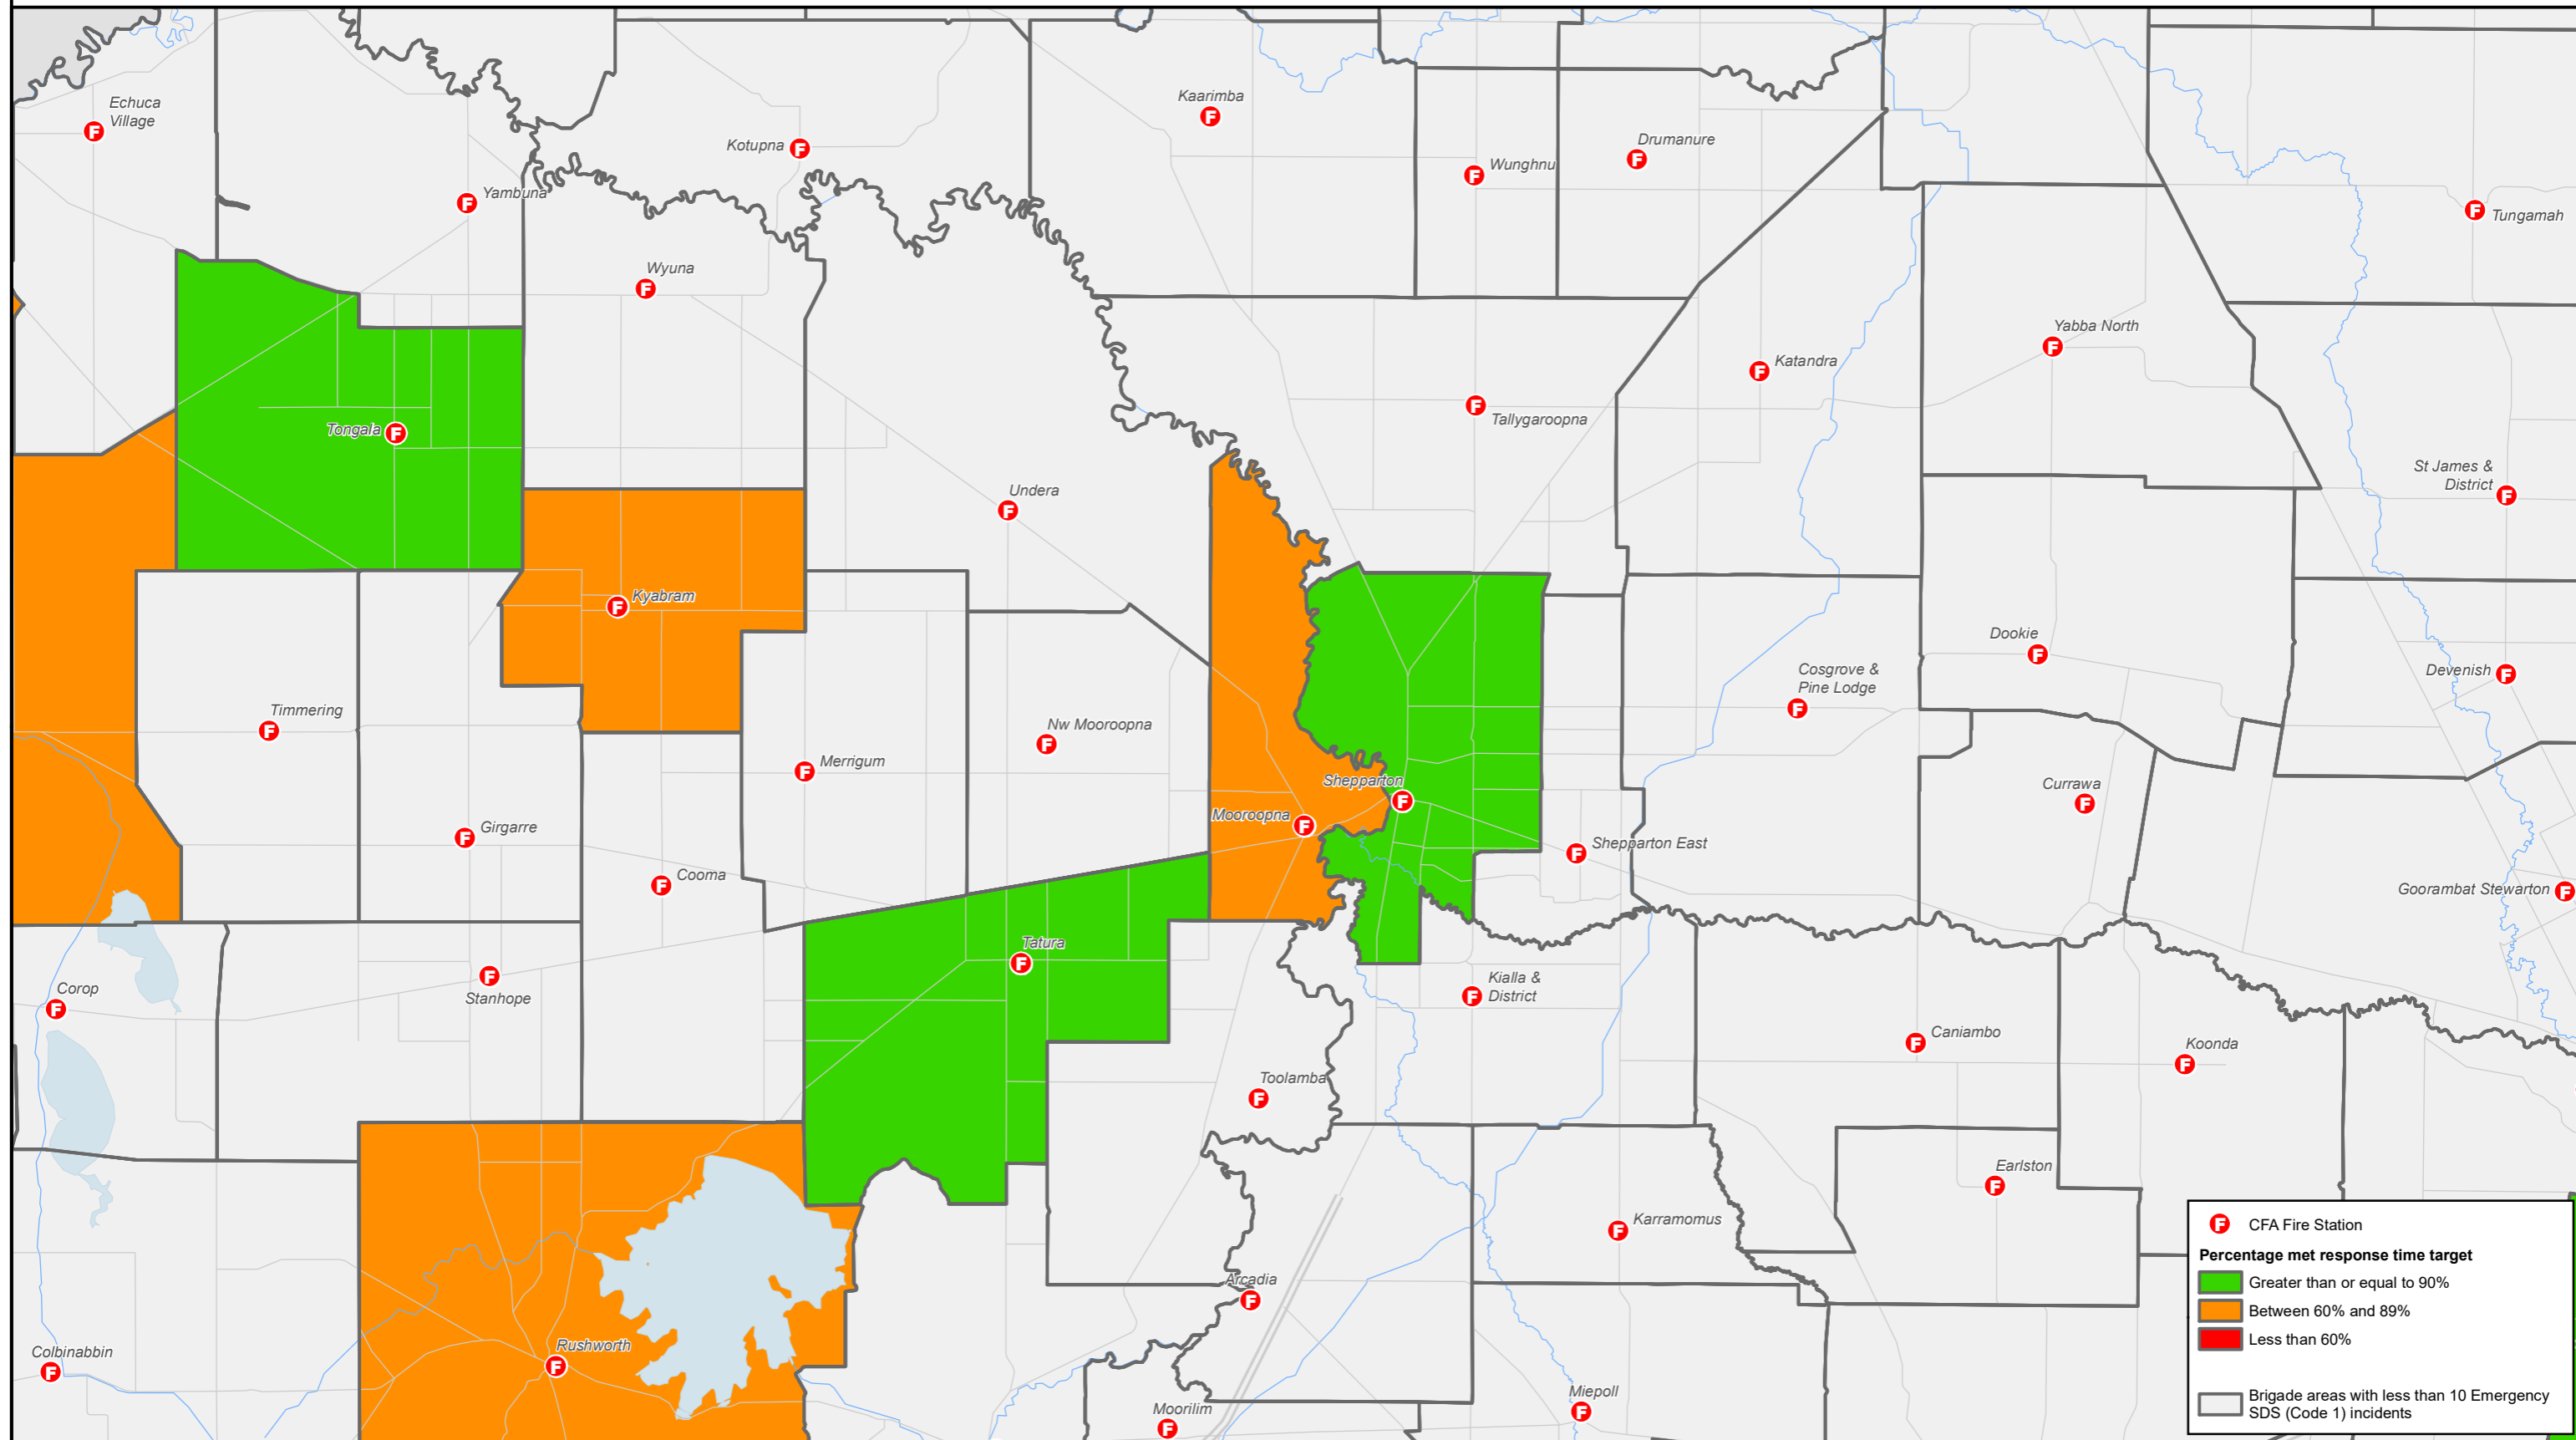 Echuca
Village
Kaarimba
Kotupna
Drumanure
Wunghnu
Yambuna
Tungamah
Wyuna
Yabba North
Katandra
Tallygaroopna
Tongala
St James &
District
Undera
Kyabram
Dookie
Cosgrove &
Pine Lodge
Devenish
Timmering
Nw Mooroopna
Merrigum
Shepparton
Currawa
Mooroopna
Girgarre
Shepparton East
Cooma
Goorambat Stewarton
Tatura
Corop
Stanhope
Kialla &
District
Caniambo
Koonda
Toolamba
Earlston
Karramomus
Arcadia
Rushworth
Colbinabbin
Miepoll
Moorilim
F CFA Fire Station
Percentage met response time target
Greater than or equal to 90%
Between 60% and 89%
Less than 60%
Brigade areas with less than 10 Emergency
SDS (Code 1) incidents